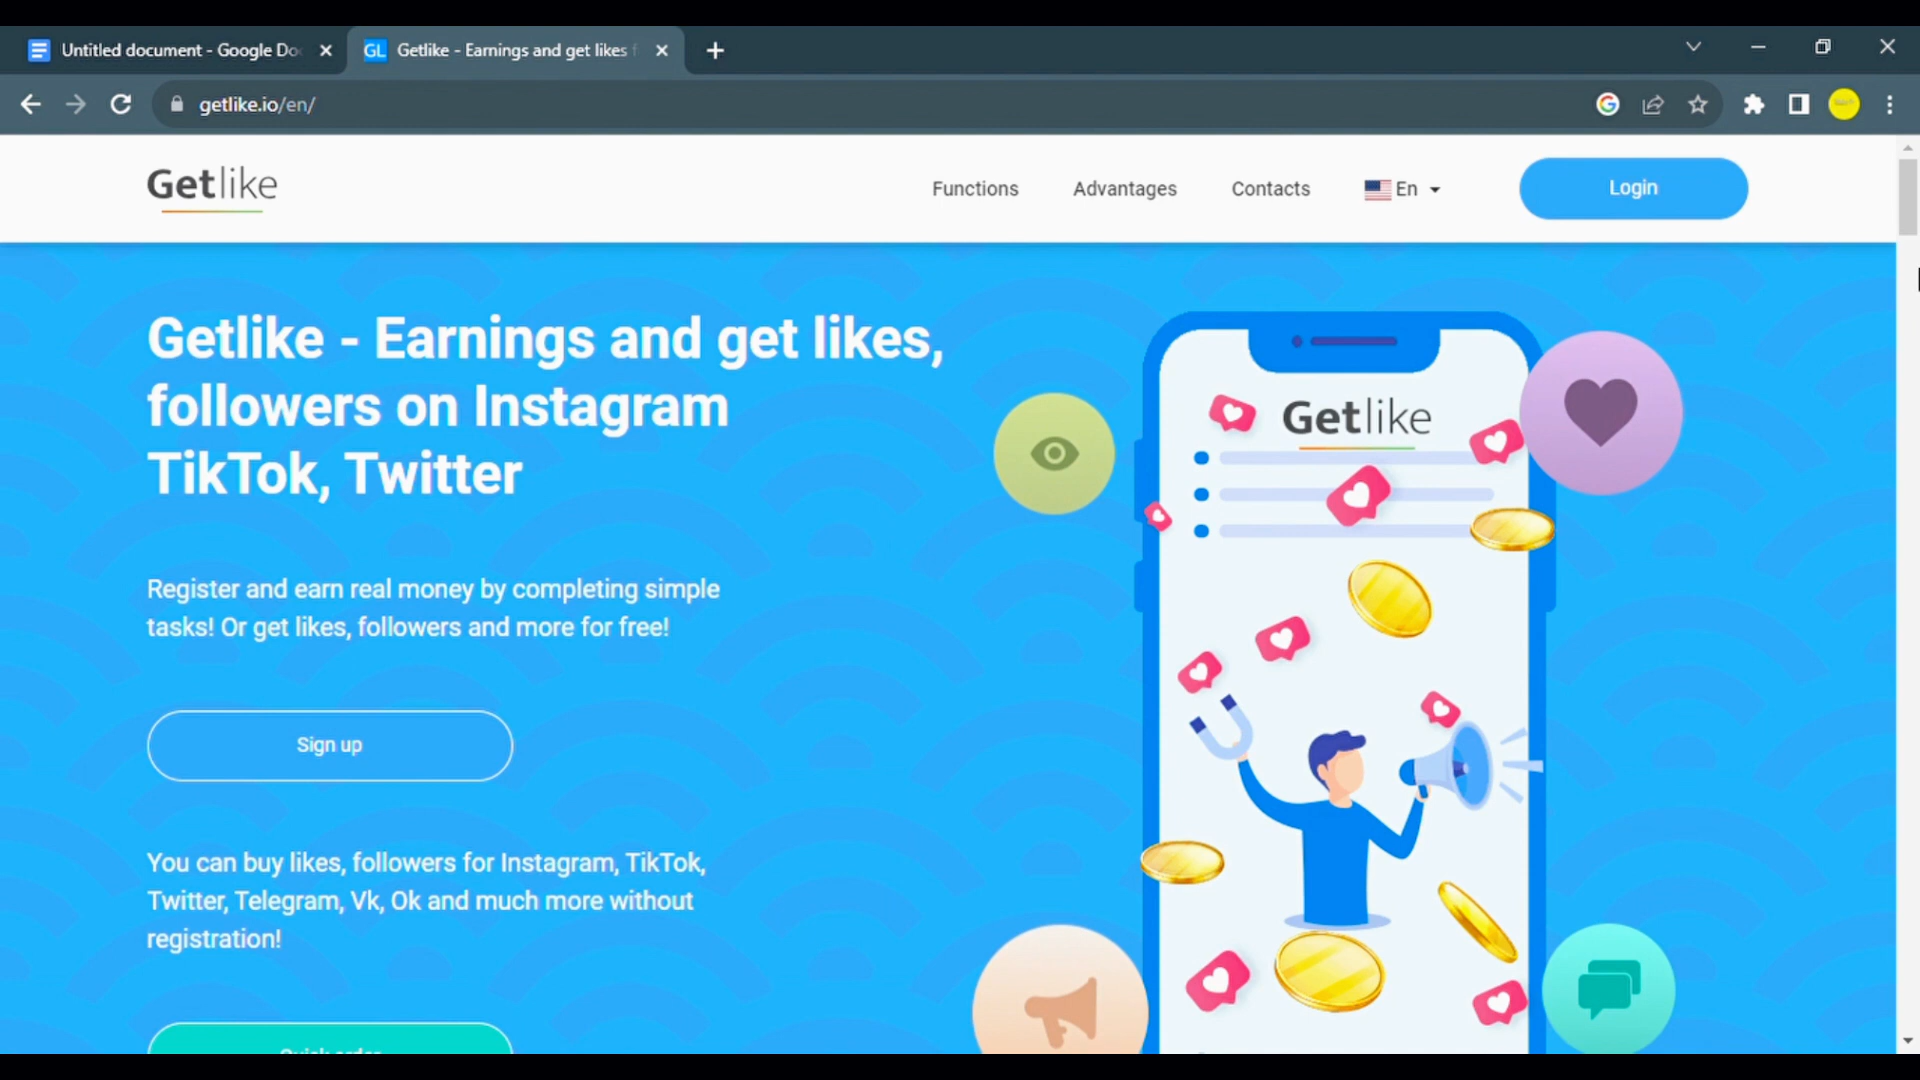 Untitled document - Google Do
GL Getlike - Earnings and get likes f
getlike.io/en/
Getlike
Functions
Advantages
Contacts
En
Login
Getlike - Earnings and get likes,
followers on Instagram
TikTok, Twitter
Getlike
Register and earn real money by completing simple
tasks! Or get likes, followers and more for free!
Sign up
You can buy likes, followers for Instagram, TikTok,
Twitter, Telegram, Vk, Ok and much more without
registration!
Quick order